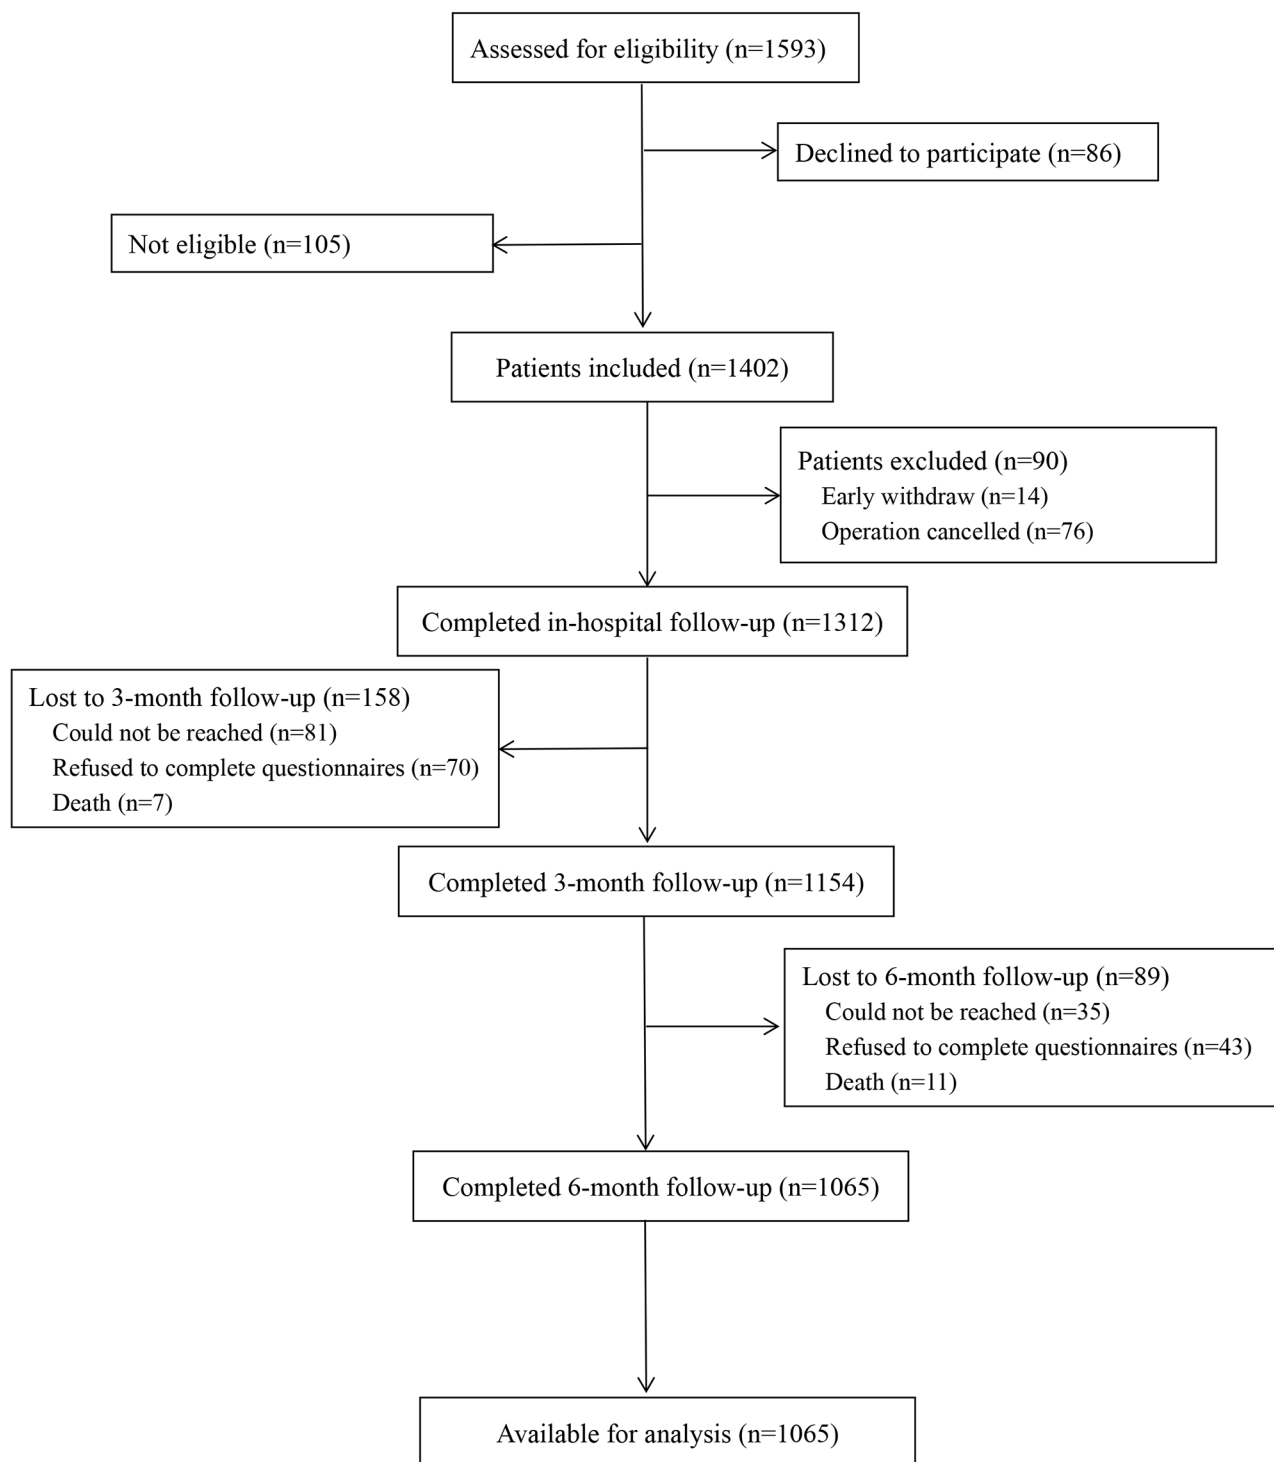 Assessed for eligibility (n=1593)
Declined to participate (n=86)
Not eligible (n=105)
Patients included (n=1402)
Patients excluded (n=90)
Early withdraw (n=14)
Operation cancelled (n=76)
Completed in-hospital follow-up (n=1312)
Lost to 3-month follow-up (n=158)
Could not be reached (n=81)
Refused to complete questionnaires (n=70)
Death (n=7)
Completed 3-month follow-up (n=1154)
Lost to 6-month follow-up (n=89)
Could not be reached (n=35)
Refused to complete questionnaires (n=43)
Death (n=11)
Completed 6-month follow-up (n=1065)
Available for analysis (n=1065)